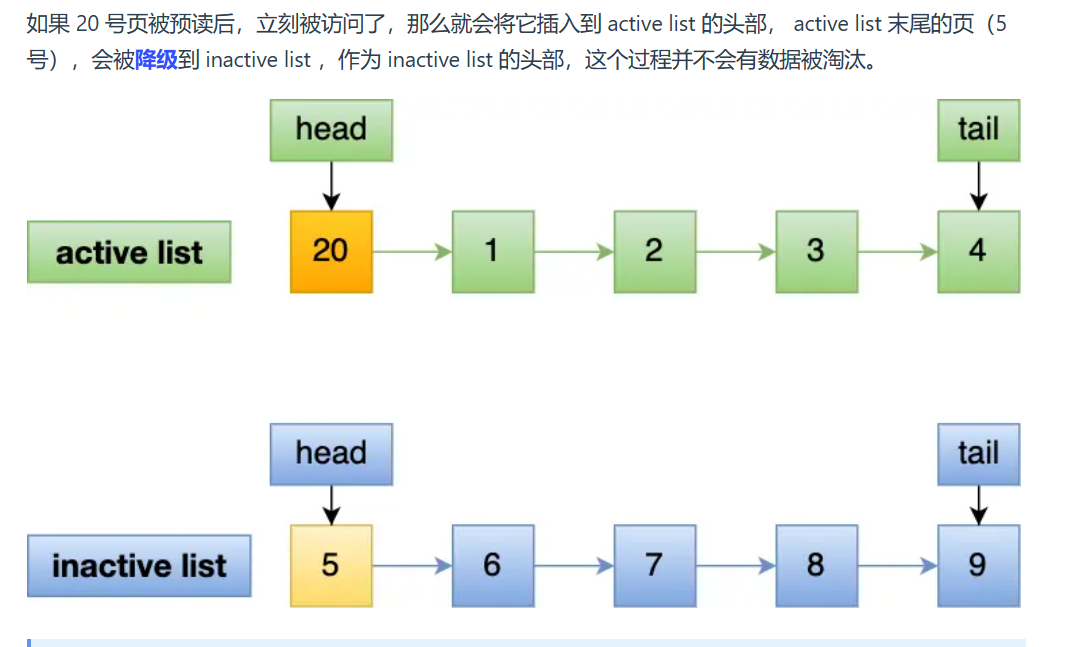 如果 20 号页被预读后，立刻被访问了，那么就会将它插入到 active list 的头部， active list 末尾的页（5
号），会被降级到 inactive list ，作为 inactive list 的头部，这个过程并不会有数据被淘汰。
head tail
active list 20 1 2 3 4
head tail
inactive list 5 6 7 8 9